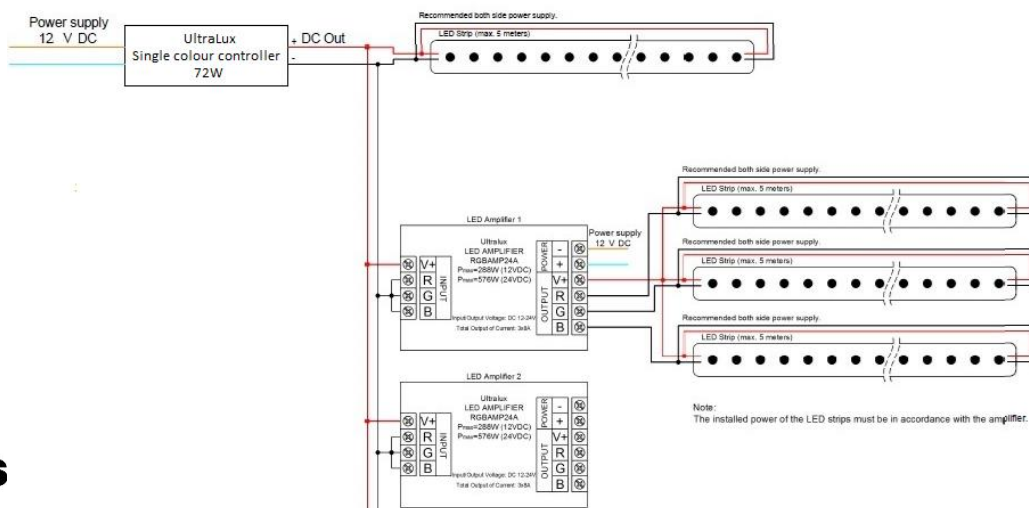 Power supply
12 V DC
UltraLux
Single colour controller
72W
+ DC Out
-
Recommended both side power supply.
LED Strip (max. 5 meters)
Recommended both side power supply.
LED Strip (max. 5 meters)
LED Amplifier 1
Ultralux
LED AMPLIFIER
RGBAMP24A
Pmax=288W (12VDC)
Pmax=576W (24VDC)
Input/Output Voltage: DC 12-24V
Total Output of Current: 3x8A
INPUT
V+
R
G
B
POWER
-
+
OUTPUT
V+
R
G
B
Power supply
12 V DC
Recommended both side power supply.
LED Strip (max. 5 meters)
Recommended both side power supply.
LED Strip (max. 5 meters)
LED Amplifier 2
Ultralux
LED AMPLIFIER
RGBAMP24A
Pmax=288W (12VDC)
Pmax=576W (24VDC)
Input/Output Voltage: DC 12-24V
Total Output of Current: 3x8A
INPUT
V+
R
G
B
POWER
-
+
OUTPUT
V+
R
G
B
Note:
The installed power of the LED strips must be in accordance with the amplifier.
s